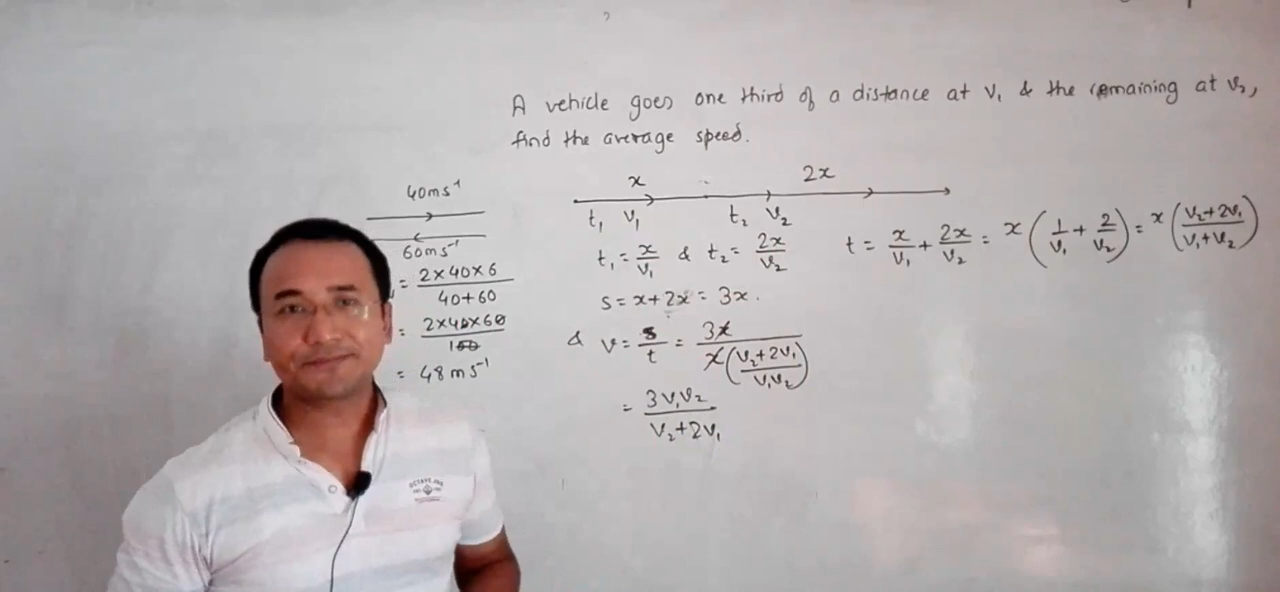 A vehicle goes one third of a distance at v₁ & the remaining at v₂,
find the average speed.
40ms⁻¹
60ms⁻¹
= 2×40×6 / 40+60
= 2×40×60 / 100
= 48ms⁻¹
x 2x
t₁ v₁ t₂ v₂
t₁ = x/v₁ & t₂ = 2x/v₂
t = x/v₁ + 2x/v₂ = x(1/v₁ + 2/v₂) = x(v₂+2v₁ / v₁+v₂)
s = x+2x = 3x.
& v = s/t = 3x / x(v₂+2v₁ / v₁v₂)
= 3v₁v₂ / v₂+2v₁
OCTAVE